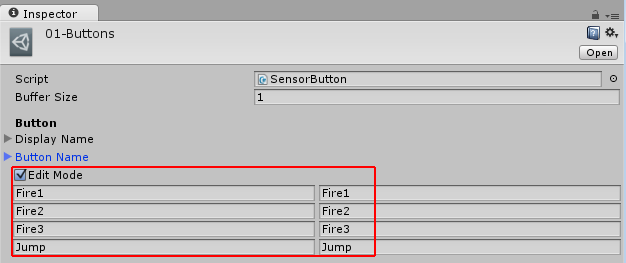 Inspector
01-Buttons
Open
Script SensorButton
Buffer Size 1
Button
Display Name
Button Name
Edit Mode
Fire1 Fire1
Fire2 Fire2
Fire3 Fire3
Jump Jump